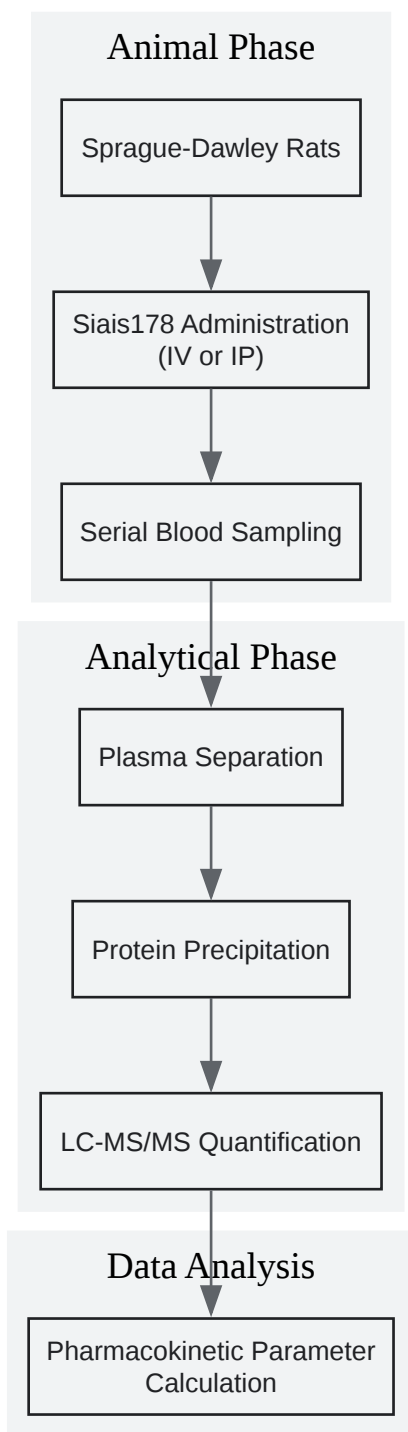 Animal Phase
Sprague-Dawley Rats
Siais178 Administration
(IV or IP)
Serial Blood Sampling
Analytical Phase
Plasma Separation
Protein Precipitation
LC-MS/MS Quantification
Data Analysis
Pharmacokinetic Parameter
Calculation